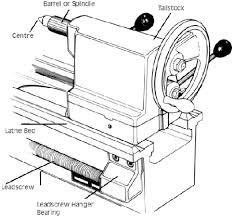 Barrel or Spindle
Tailstock
Centre
Lathe Bed
Leadscrew
Leadscrew Hanger
Bearing